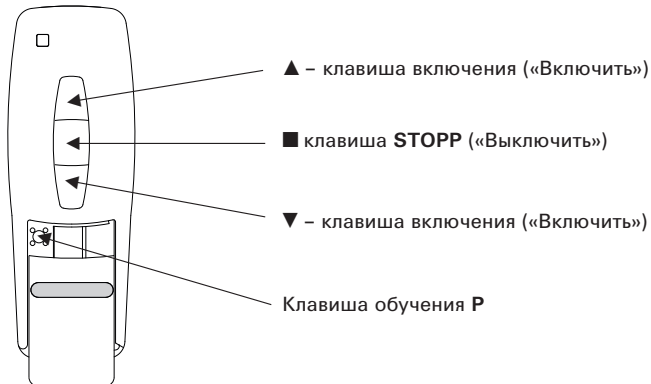 ▲ – клавиша включения («Включить»)
■ клавиша STOPP («Выключить»)
▼ – клавиша включения («Включить»)
Клавиша обучения P